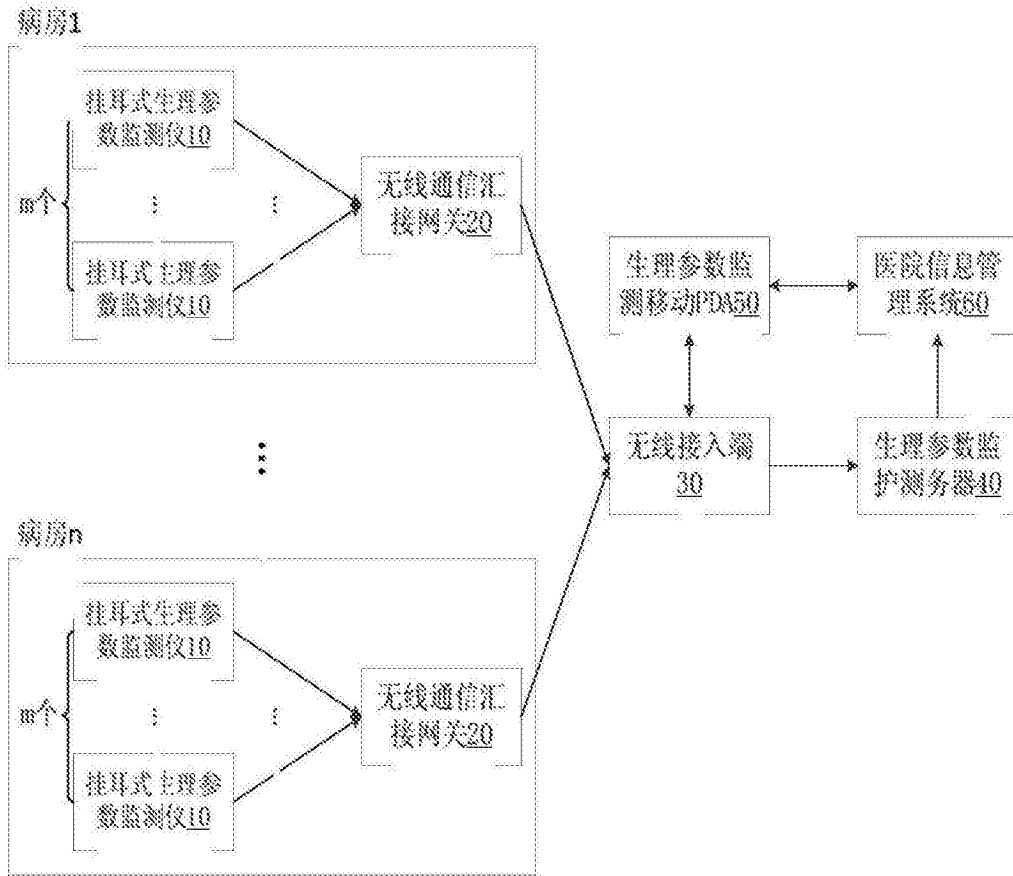 病房1
挂耳式生理参
数监测仪10
m个
⋮
⋮
挂耳式主理参
数监测仪10
无线通信汇
接网关20
生理参数监
测移动PDA50
医院信息管
理系统60
无线接入端
30
生理参数监
护测务器40
病房n
挂耳式生理参
数监测仪10
m个
⋮
⋮
挂耳式主理参
数监测仪10
无线通信汇
接网关20